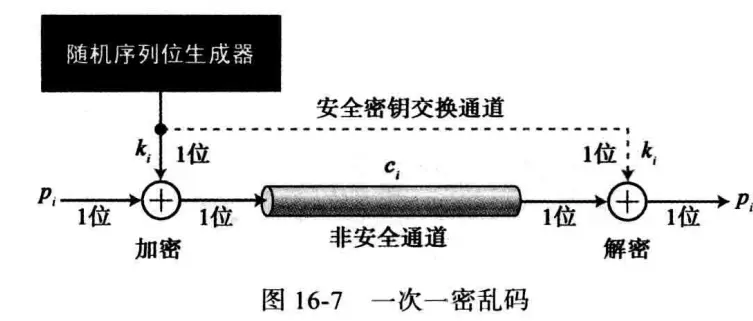 随机序列位生成器
安全密钥交换通道
k_i 1位 1位 k_i
c_i
p_i 1位 1位 1位 1位 p_i
加密 非安全通道 解密
图 16-7 一次一密乱码